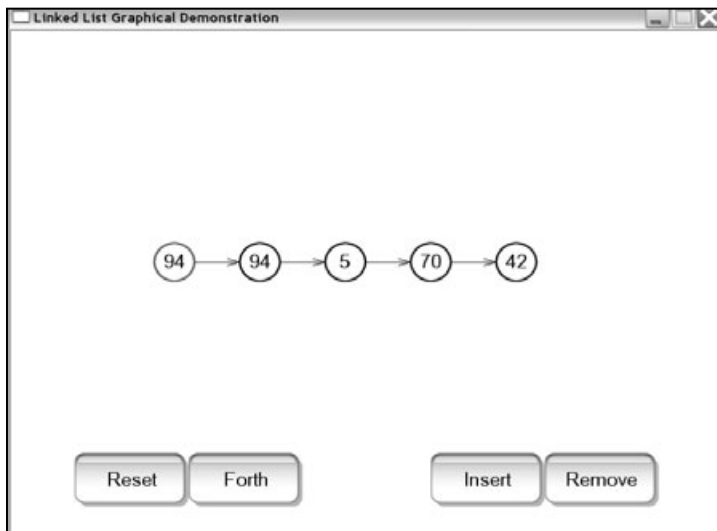 Linked List Graphical Demonstration
94 94 5 70 42
Reset Forth Insert Remove